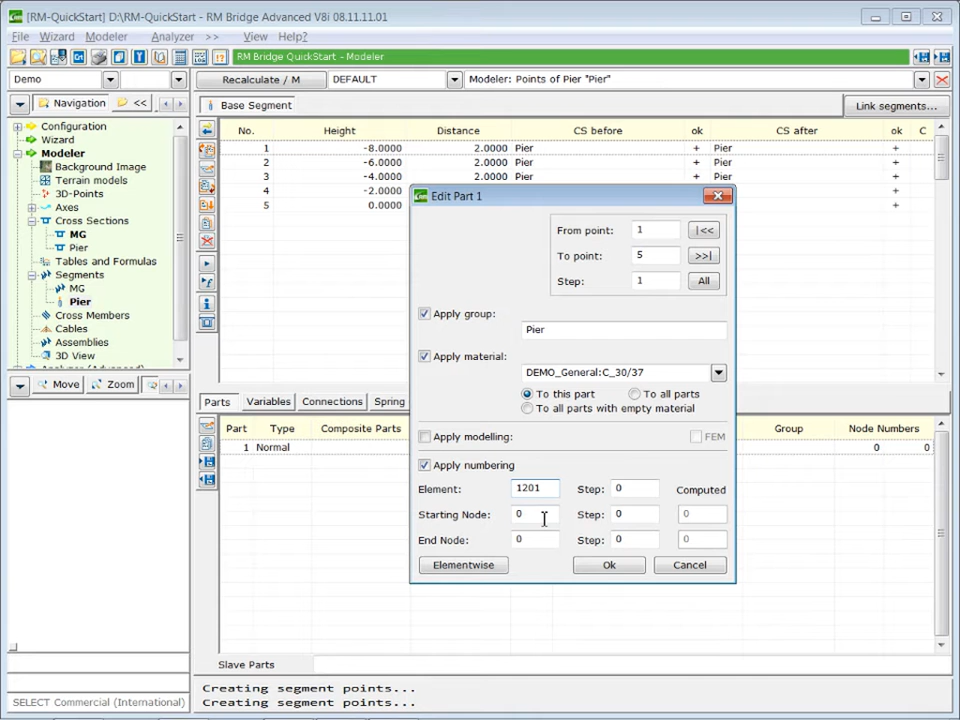 [RM-QuickStart] D:\RM-QuickStart - RM Bridge Advanced V8i 08.11.11.01
File Wizard Modeler Analyzer >> View Help?
RM Bridge QuickStart - Modeler
Demo Recalculate / M DEFAULT Modeler: Points of Pier "Pier"
Navigation << Base Segment Link segments...
No. Height Distance CS before ok CS after ok C
1 -8.0000 2.0000 Pier + Pier +
2 -6.0000 2.0000 Pier + Pier +
3 -4.0000 2.0000 Pier + Pier +
4 -2.0000 +
5 0.0000 +
Configuration
Wizard
Modeler
Background Image
Terrain models
3D-Points
Axes
Cross Sections
MG
Pier
Tables and Formulas
Segments
MG
Pier
Cross Members
Cables
Assemblies
3D View
Move Zoom
Edit Part 1
From point: 1 |<<
To point: 5 >>|
Step: 1 All
Apply group:
Pier
Apply material:
DEMO_General:C_30/37
To this part To all parts
To all parts with empty material
Apply modelling: FEM
Apply numbering
Element: 1201 Step: 0 Computed
Starting Node: 0 Step: 0 0
End Node: 0 Step: 0 0
Elementwise Ok Cancel
Parts Variables Connections Spring
Part Type Composite Parts Group Node Numbers
1 Normal 0 0
Slave Parts
Creating segment points...
Creating segment points...
SELECT Commercial (International)